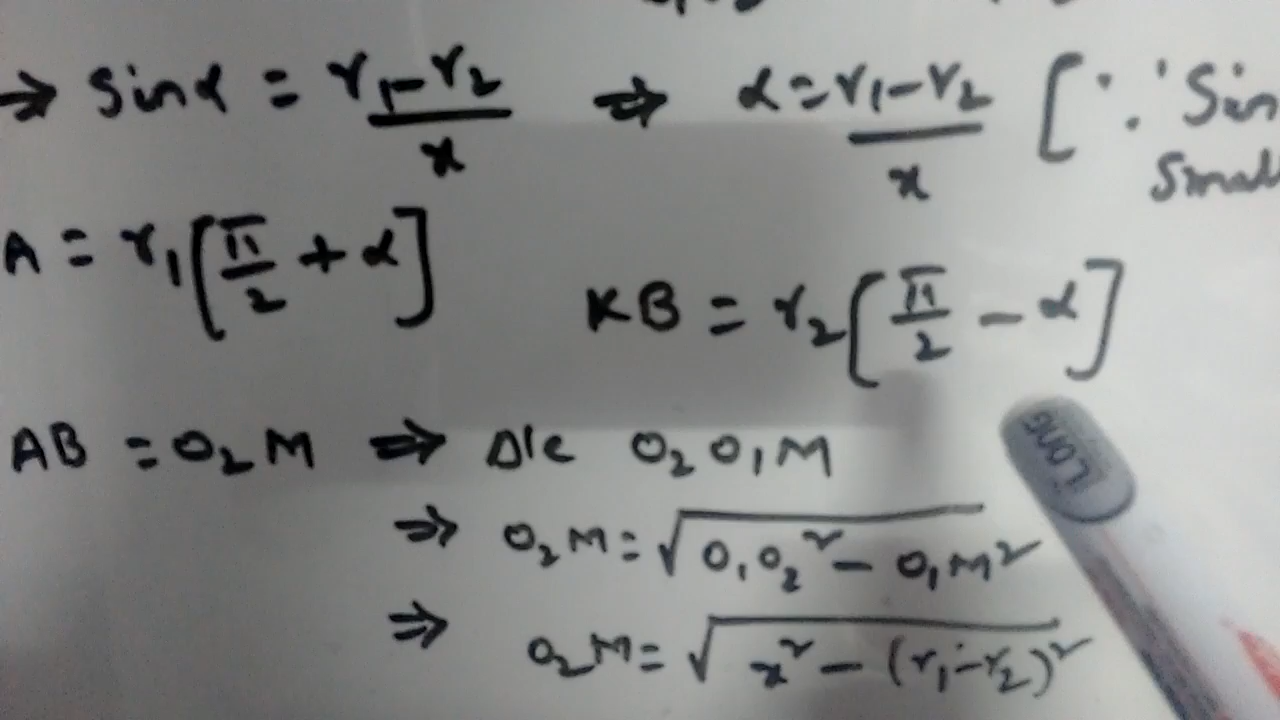 ⇒ Sinα = r₁-r₂/x ⇒ α = r₁-r₂/x [∵ Sin
Small
A = r₁[π/2 + α]
KB = r₂[π/2 - α]
AB = O₂M ⇒ Δle O₂O₁M
⇒ O₂M = √O₁O₂² - O₁M²
⇒ O₂M = √x² - (r₁-r₂)²
LONG